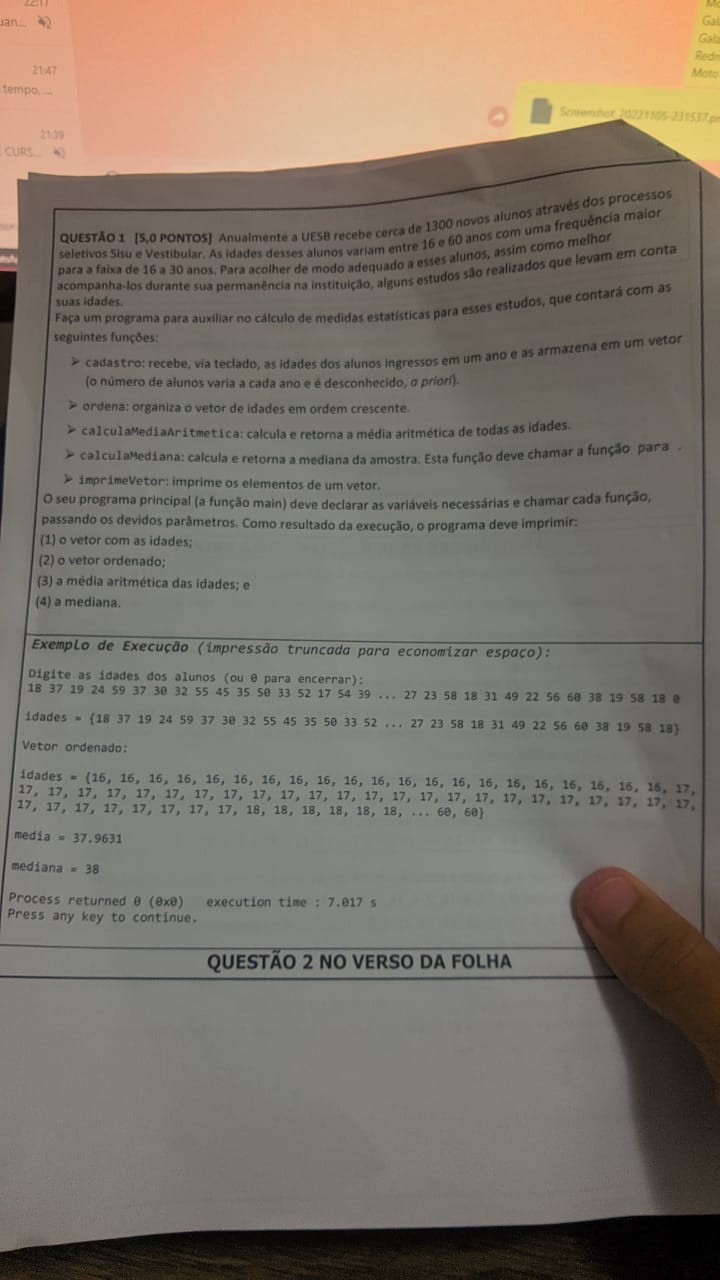 22:17
uan...
21:47
tempo. ...
21:39
CURS...
Gala
Gala
Redm
Moto
Screenshot_20221105-231537.pn
QUESTÃO 1 [5,0 PONTOS] Anualmente a UESB recebe cerca de 1300 novos alunos através dos processos
seletivos Sisu e Vestibular. As idades desses alunos variam entre 16 e 60 anos com uma frequência maior
para a faixa de 16 a 30 anos. Para acolher de modo adequado a esses alunos, assim como melhor
acompanha-los durante sua permanência na instituição, alguns estudos são realizados que levam em conta
suas idades.
Faça um programa para auxiliar no cálculo de medidas estatísticas para esses estudos, que contará com as
seguintes funções:
➢ cadastro: recebe, via teclado, as idades dos alunos ingressos em um ano e as armazena em um vetor
(o número de alunos varia a cada ano e é desconhecido, a priori).
➢ ordena: organiza o vetor de idades em ordem crescente.
➢ calculaMediaAritmetica: calcula e retorna a média aritmética de todas as idades.
➢ calculaMediana: calcula e retorna a mediana da amostra. Esta função deve chamar a função para .
➢ imprimeVetor: imprime os elementos de um vetor.
O seu programa principal (a função main) deve declarar as variáveis necessárias e chamar cada função,
passando os devidos parâmetros. Como resultado da execução, o programa deve imprimir:
(1) o vetor com as idades;
(2) o vetor ordenado;
(3) a média aritmética das idades; e
(4) a mediana.
Exemplo de Execução (impressão truncada para economizar espaço):
Digite as idades dos alunos (ou 0 para encerrar):
18 37 19 24 59 37 30 32 55 45 35 50 33 52 17 54 39 ... 27 23 58 18 31 49 22 56 60 38 19 58 18 0
idades = {18 37 19 24 59 37 30 32 55 45 35 50 33 52 ... 27 23 58 18 31 49 22 56 60 38 19 58 18}
Vetor ordenado:
idades = {16, 16, 16, 16, 16, 16, 16, 16, 16, 16, 16, 16, 16, 16, 16, 16, 16, 16, 16, 16, 16, 17,
17, 17, 17, 17, 17, 17, 17, 17, 17, 17, 17, 17, 17, 17, 17, 17, 17, 17, 17, 17, 17, 17, 17, 17,
17, 17, 17, 17, 17, 17, 17, 17, 18, 18, 18, 18, 18, 18, ... 60, 60}
media = 37.9631
mediana = 38
Process returned 0 (0x0) execution time : 7.017 s
Press any key to continue.
QUESTÃO 2 NO VERSO DA FOLHA